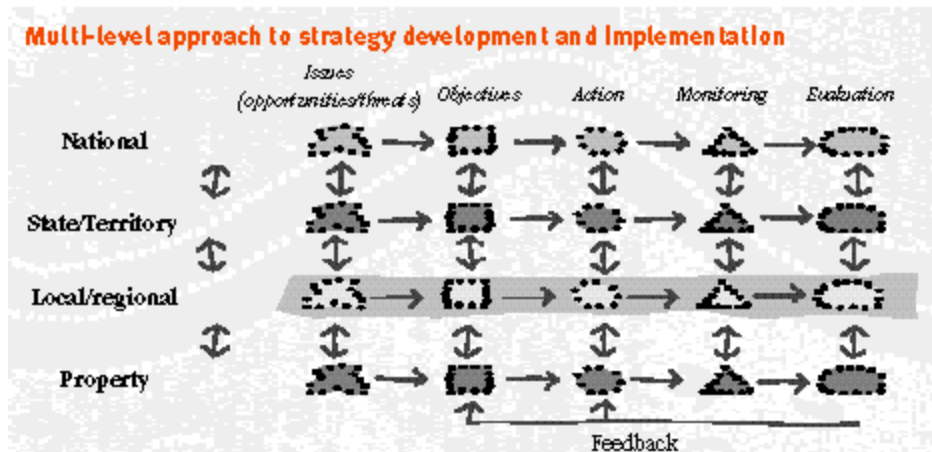 Multi-level approach to strategy development and implementation
Issues
(opportunities/threats) Objectives Action Monitoring Evaluation
National
State/Territory
Local/regional
Property
Feedback